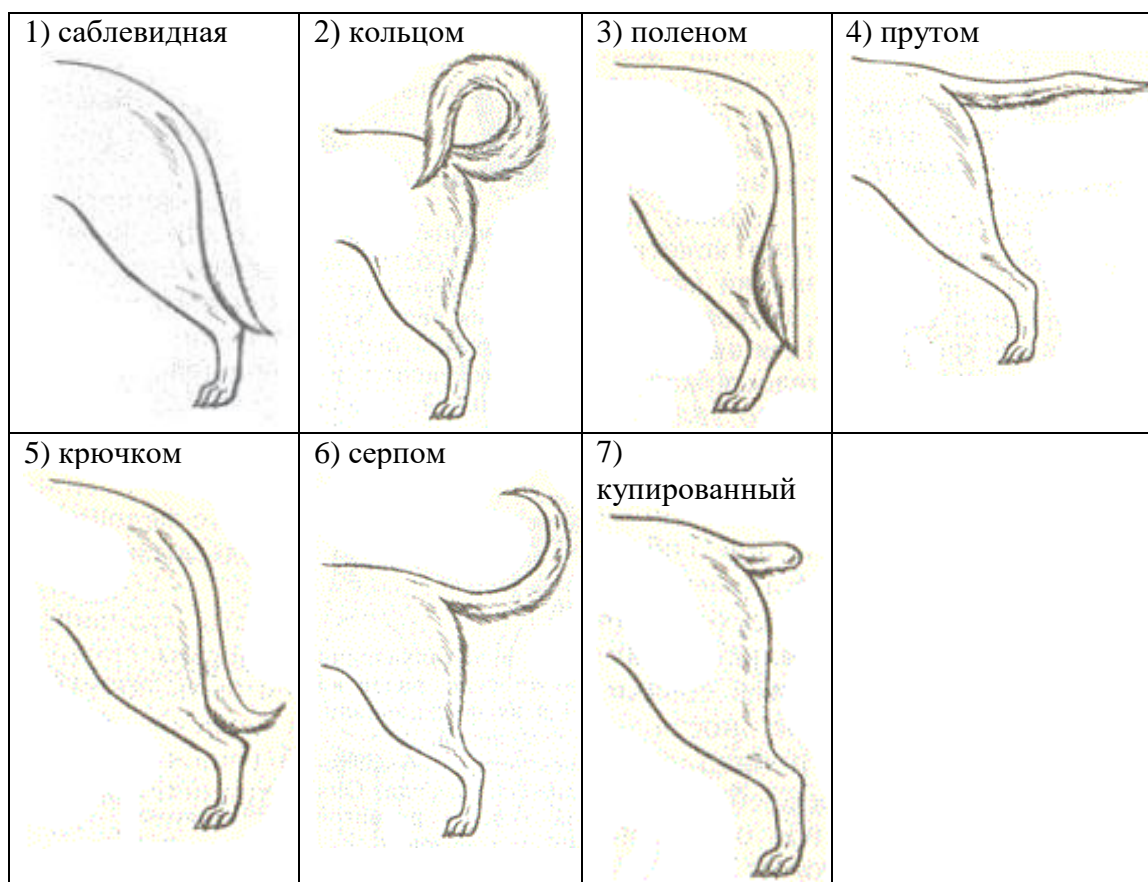 1) саблевидная
2) кольцом
3) поленом
4) прутом
5) крючком
6) серпом
7)
купированный